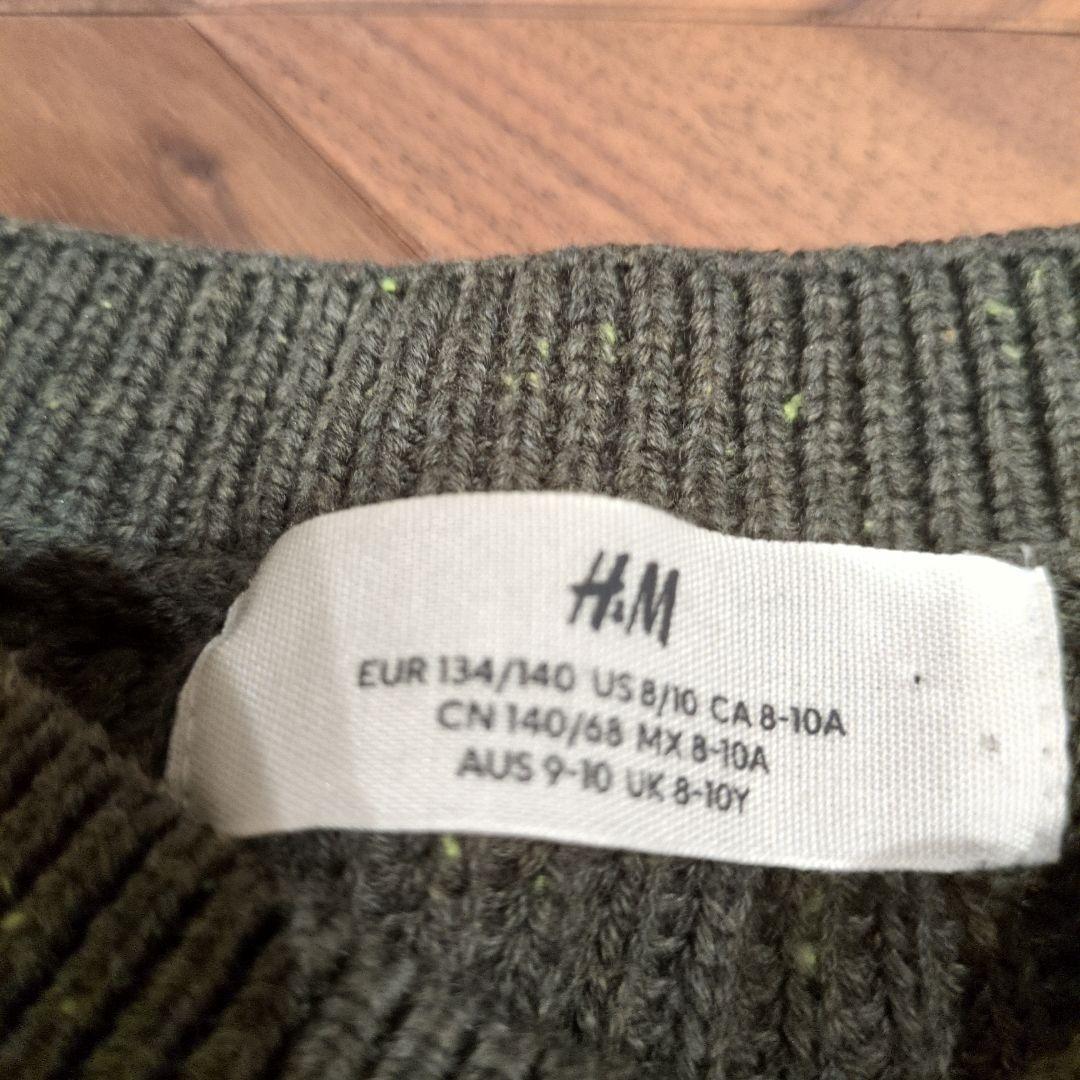 H&M
EUR 134/140 US 8/10 CA 8-10A
CN 140/68 MX 8-10A
AUS 9-10 UK 8-10Y